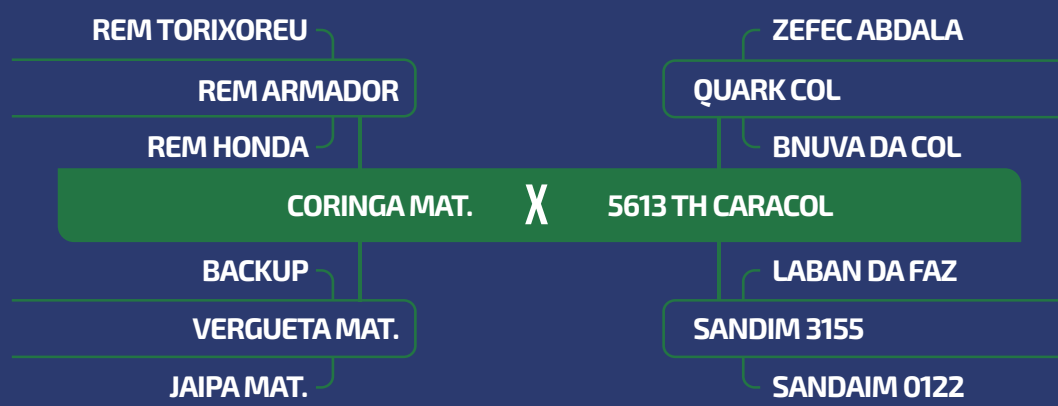 REM TORIXOREU
ZEFEC ABDALA
REM ARMADOR
QUARK COL
REM HONDA
BNUVA DA COL
CORINGA MAT. X 5613 TH CARACOL
BACKUP
LABAN DA FAZ
VERGUETA MAT.
SANDIM 3155
JAIPA MAT.
SANDAIM 0122